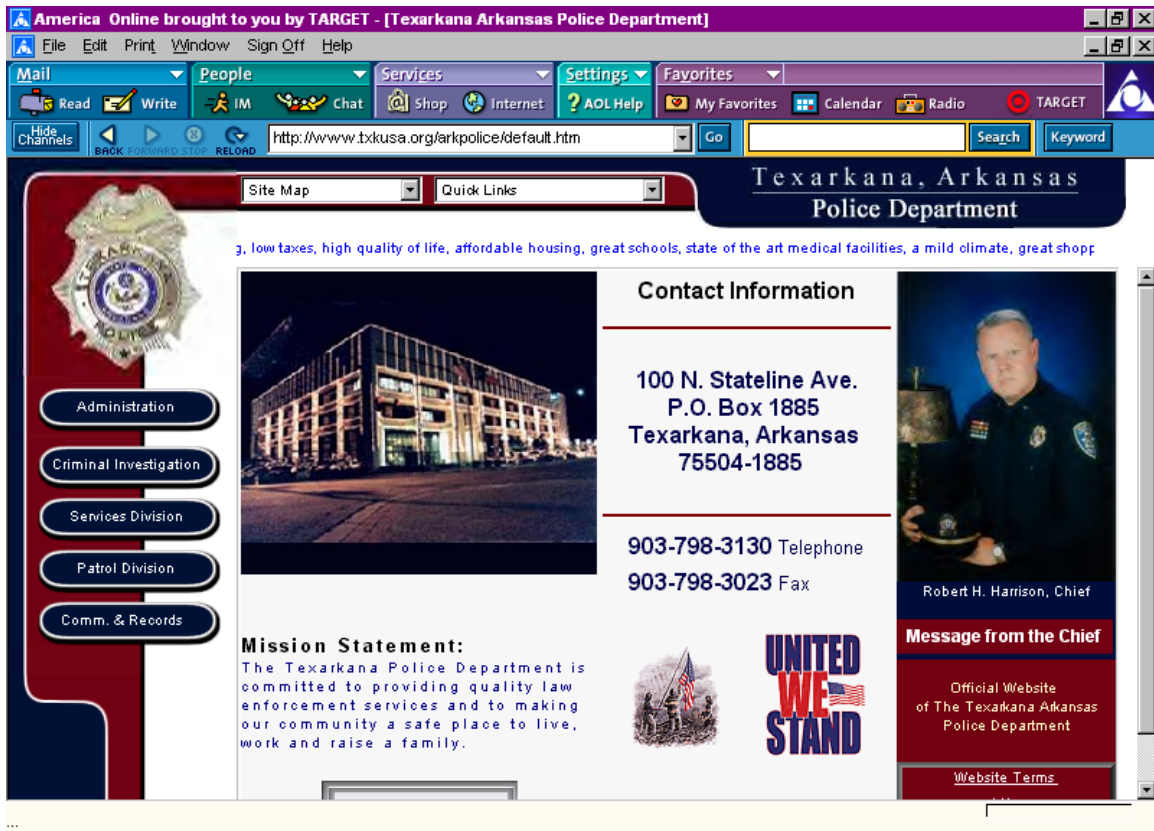 America Online brought to you by TARGET - [Texarkana Arkansas Police Department]
File Edit Print Window Sign Off Help
Mail People Services Settings Favorites
Read Write IM Chat Shop Internet AOL Help My Favorites Calendar Radio TARGET
Hide Channels BACK FORWARD STOP RELOAD http://www.txkusa.org/arkpolice/default.htm Go Search Keyword
Site Map Quick Links
Texarkana, Arkansas
Police Department
g, low taxes, high quality of life, affordable housing, great schools, state of the art medical facilities, a mild climate, great shopp
TEXARKANA
POLICE
Administration
Criminal Investigation
Services Division
Patrol Division
Comm. & Records
Contact Information
100 N. Stateline Ave.
P.O. Box 1885
Texarkana, Arkansas
75504-1885
903-798-3130 Telephone
903-798-3023 Fax
Mission Statement:
The Texarkana Police Department is
committed to providing quality law
enforcement services and to making
our community a safe place to live,
work and raise a family.
UNITED
WE
STAND
Robert H. Harrison, Chief
Message from the Chief
Official Website
of The Texarkana Arkansas
Police Department
Website Terms
...